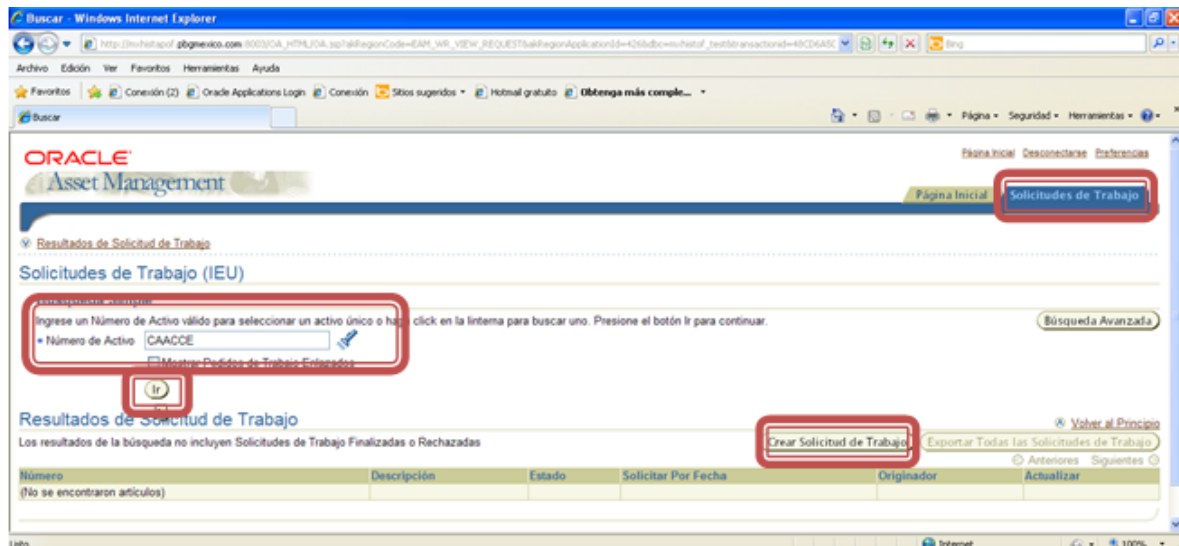 Buscar - Windows Internet Explorer
Bing
Archivo Edición Ver Favoritos Herramientas Ayuda
Favoritos Conexión (2) Oracle Applications Login Conexión Sitios sugeridos Hotmail gratuito Obtenga más comple...
Buscar Página Seguridad Herramientas
ORACLE
Asset Management
Página Inicial Desconectarse Preferencias
Página Inicial Solicitudes de Trabajo
Resultados de Solicitud de Trabajo
Solicitudes de Trabajo (IEU)
Ingrese un Número de Activo válido para seleccionar un activo único o haga click en la linterna para buscar uno. Presione el botón Ir para continuar.
Búsqueda Avanzada
Número de Activo CAACCE
Mostrar Pedidos de Trabajo Enlazados
Ir
Resultados de Solicitud de Trabajo
Volver al Principio
Los resultados de la búsqueda no incluyen Solicitudes de Trabajo Finalizadas o Rechazadas
Crear Solicitud de Trabajo Exportar Todas las Solicitudes de Trabajo
Anteriores Siguientes
Número Descripción Estado Solicitar Por Fecha Originador Actualizar
(No se encontraron artículos)
Listo Internet 100%